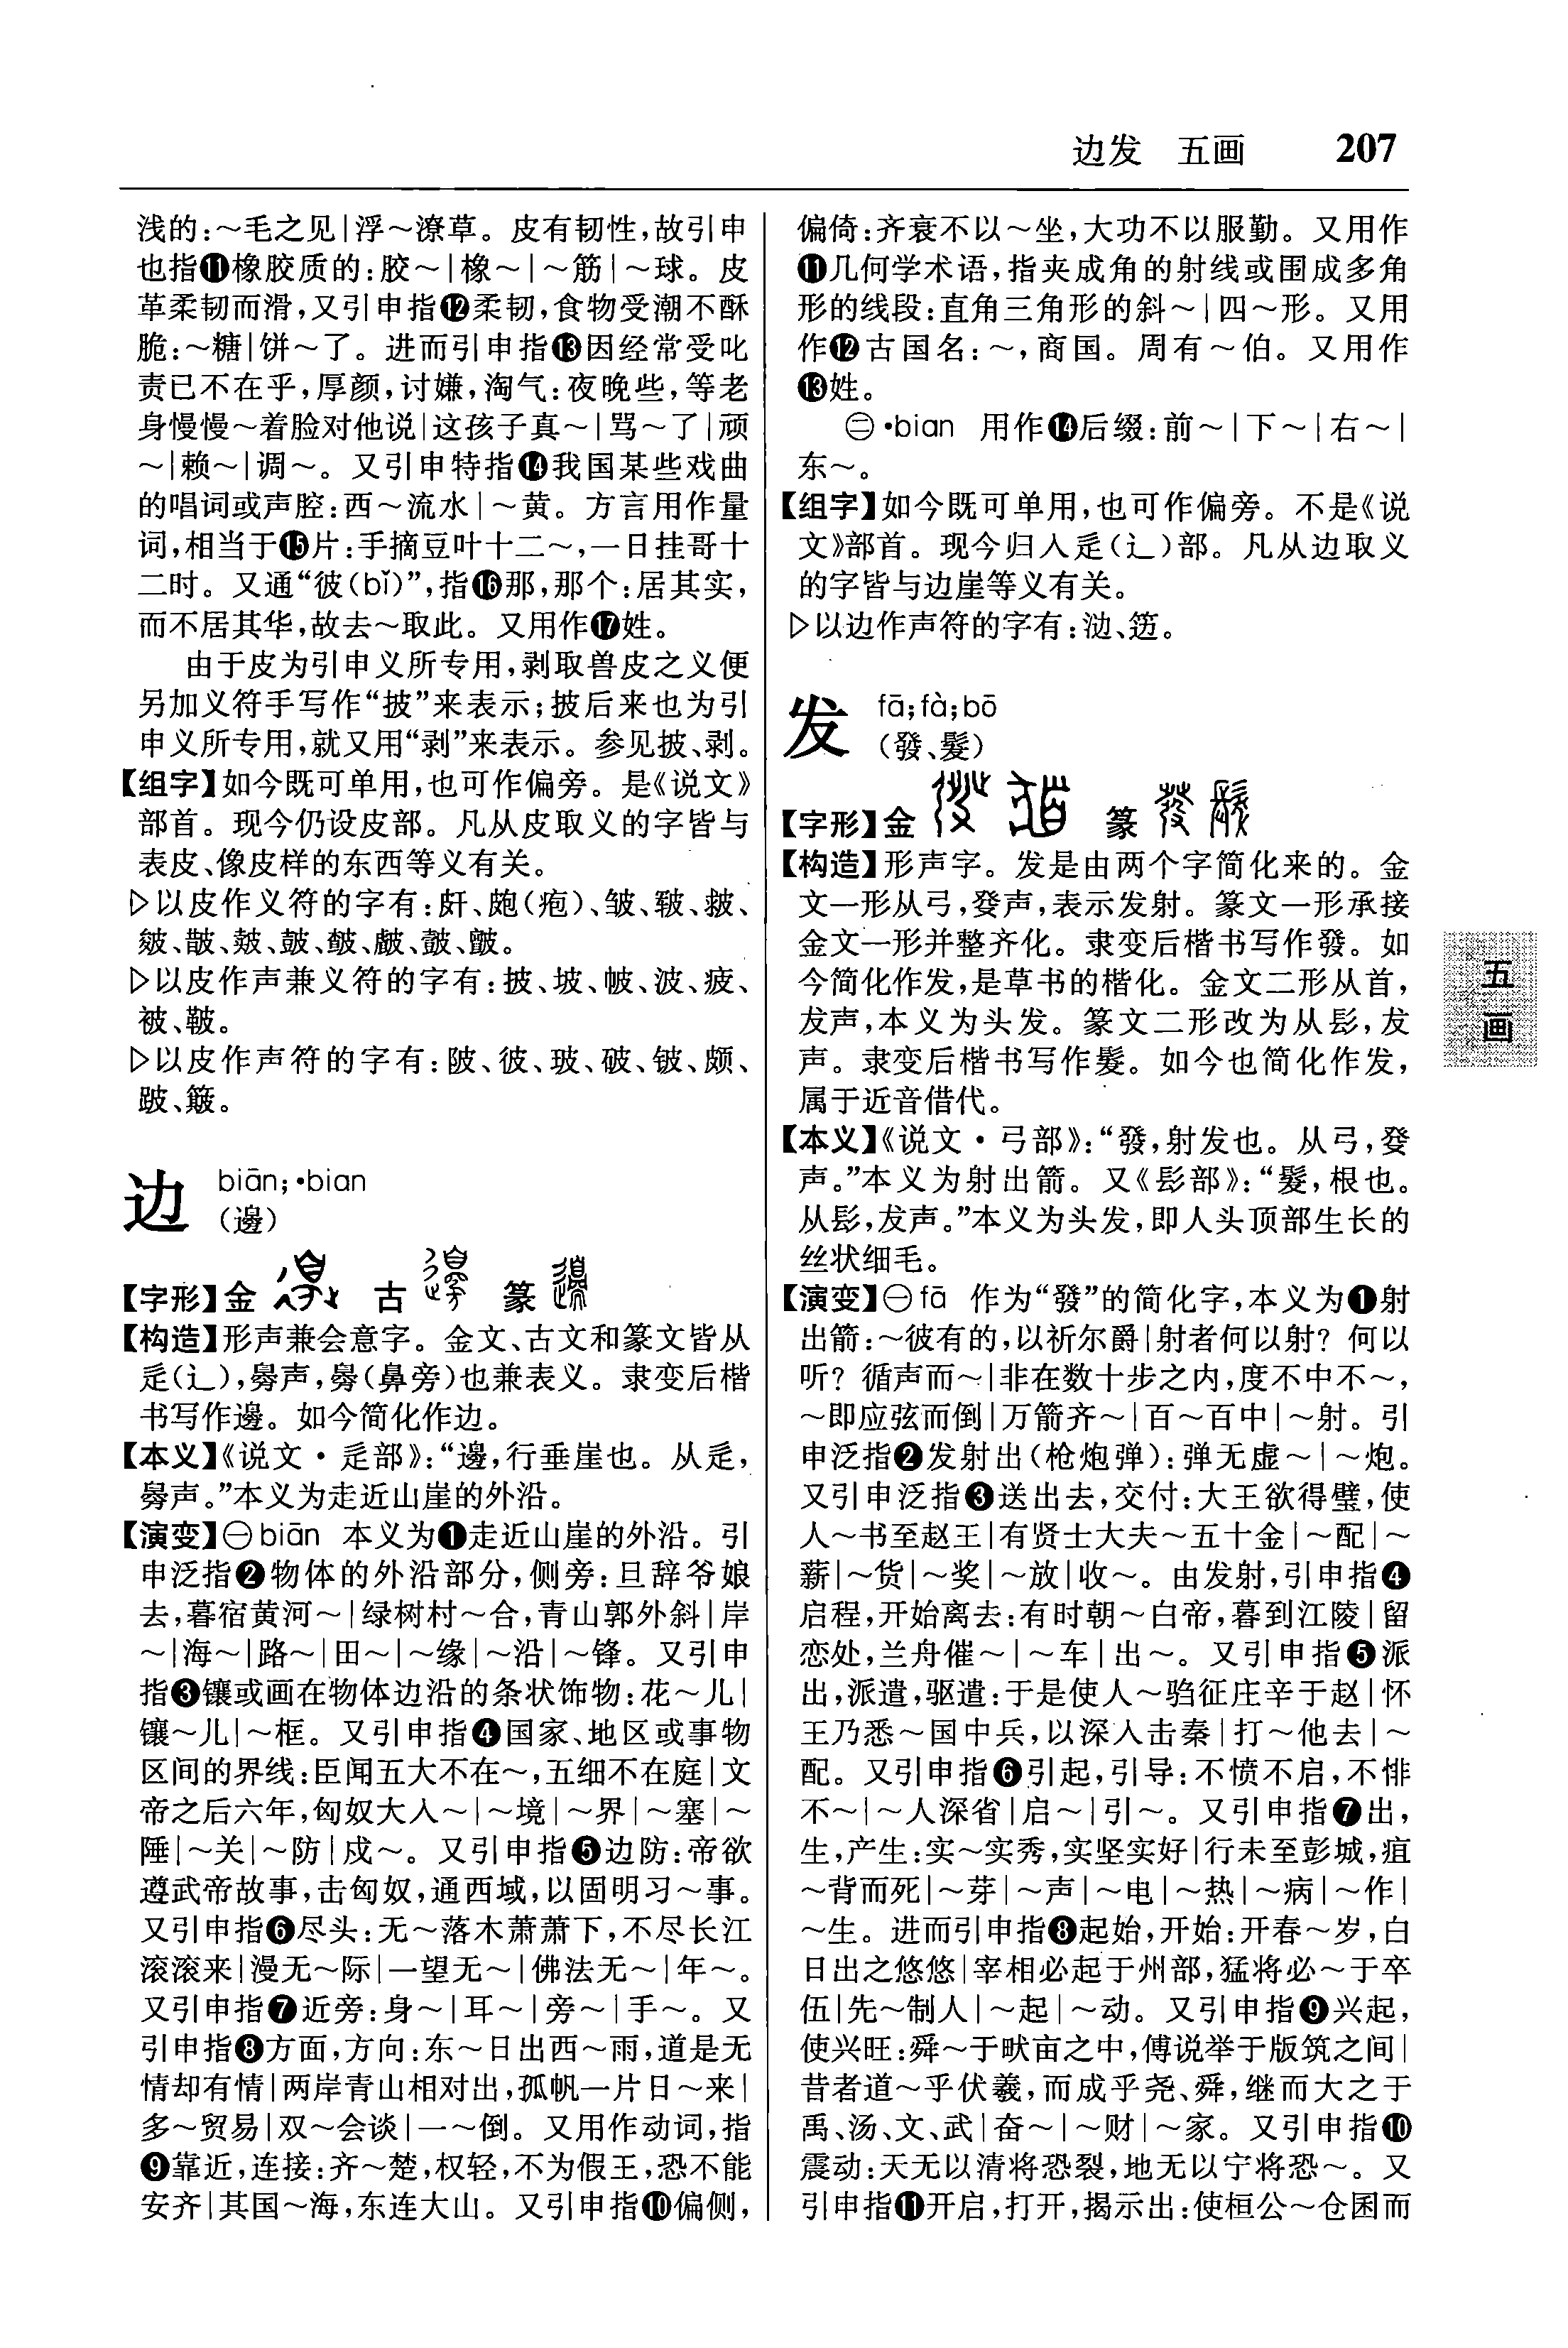 边发 五画 207
浅的：～毛之见|浮～潦草。皮有韧性，故引申
也指⓫橡胶质的：胶～|橡～|～筋|～球。皮
革柔韧而滑，又引申指⓬柔韧，食物受潮不酥
脆：～糖|饼～了。进而引申指⓭因经常受叱
责已不在乎，厚颜，讨嫌，淘气：夜晚些，等老
身慢慢～着脸对他说|这孩子真～|骂～了|顽
～|赖～|调～。又引申特指⓮我国某些戏曲
的唱词或声腔：西～流水|～黄。方言用作量
词，相当于⓯片：手摘豆叶十二～，一日挂哥十
二时。又通“彼(bǐ)”，指⓰那，那个：居其实，
而不居其华，故去～取此。又用作⓱姓。
由于皮为引申义所专用，剥取兽皮之义便
另加义符手写作“披”来表示；披后来也为引
申义所专用，就又用“剥”来表示。参见披、剥。
【组字】如今既可单用，也可作偏旁。是《说文》
部首。现今仍设皮部。凡从皮取义的字皆与
表皮、像皮样的东西等义有关。
▷以皮作义符的字有：皯、皰(疱)、皱、
▷以皮作声兼义符的字有：披、坡、帔、波、疲、
被、鞁。
▷以皮作声符的字有：陂、彼、玻、破、铍、颇、
跛、簸。
边 biān；•bian
（邊）
【字形】金 古 篆
【构造】形声兼会意字。金文、古文和篆文皆从
辵(辶)，臱声，臱(鼻旁)也兼表义。隶变后楷
书写作邊。如今简化作边。
【本义】《说文·辵部》：“邊，行垂崖也。从辵，
臱声。”本义为走近山崖的外沿。
【演变】㊀biān 本义为❶走近山崖的外沿。引
申泛指❷物体的外沿部分，侧旁：旦辞爷娘
去，暮宿黄河～|绿树村～合，青山郭外斜|岸
～|海～|路～|田～|～缘|～沿|～锋。又引申
指❸镶或画在物体边沿的条状饰物：花～儿|
镶～儿|～框。又引申指❹国家、地区或事物
区间的界线：臣闻五大不在～，五细不在庭|文
帝之后六年，匈奴大入～|～境|～界|～塞|～
陲|～关|～防|戍～。又引申指❺边防：帝欲
遵武帝故事，击匈奴，通西域，以固明习～事。
又引申指❻尽头：无～落木萧萧下，不尽长江
滚滚来|漫无～际|一望无～|佛法无～|年～。
又引申指❼近旁：身～|耳～|旁～|手～。又
引申指❽方面，方向：东～日出西～雨，道是无
情却有情|两岸青山相对出，孤帆一片日～来|
多～贸易|双～会谈|一～倒。又用作动词，指
❾靠近，连接：齐～楚，权轻，不为假王，恐不能
安齐|其国～海，东连大山。又引申指❿偏侧，
偏倚：齐衰不以～坐，大功不以服勤。又用作
⓫几何学术语，指夹成角的射线或围成多角
形的线段：直角三角形的斜～|四～形。又用
作⓬古国名：～，商国。周有～伯。又用作
⓭姓。
㊁•bian 用作⓮后缀：前～|下～|右～|
东～。
【组字】如今既可单用，也可作偏旁。不是《说
文》部首。现今归入辵(辶)部。凡从边取义
的字皆与边崖等义有关。
▷以边作声符的字有：㳎、笾。
发 fā；fà；bō
（發、髮）
【字形】金 篆
【构造】形声字。发是由两个字简化来的。金
文一形从弓，癹声，表示发射。篆文一形承接
金文一形并整齐化。隶变后楷书写作發。如
今简化作发，是草书的楷化。金文二形从首，
犮声，本义为头发。篆文二形改为从髟，犮
声。隶变后楷书写作髮。如今也简化作发，
属于近音借代。
【本义】《说文·弓部》：“發，射发也。从弓，癹
声。”本义为射出箭。又《髟部》：“髮，根也。
从髟，犮声。”本义为头发，即人头顶部生长的
丝状细毛。
【演变】㊀fā 作为“發”的简化字，本义为❶射
出箭：～彼有的，以祈尔爵|射者何以射？何以
听？循声而～|非在数十步之内，度不中不～，
～即应弦而倒|万箭齐～|百～百中|～射。引
申泛指❷发射出（枪炮弹）：弹无虚～|～炮。
又引申泛指❸送出去，交付：大王欲得璧，使
人～书至赵王|有贤士大夫～五十金|～配|～
薪|～货|～奖|～放|收～。由发射，引申指❹
启程，开始离去：有时朝～白帝，暮到江陵|留
恋处，兰舟催～|～车|出～。又引申指❺派
出，派遣，驱遣：于是使人～驺征庄辛于赵|怀
王乃悉～国中兵，以深入击秦|打～他去|～
配。又引申指❻引起，引导：不愤不启，不悱
不～|～人深省|启～|引～。又引申指❼出，
生，产生：实～实秀，实坚实好|行未至彭城，疽
～背而死|～芽|～声|～电|～热|～病|～作|
～生。进而引申指❽起始，开始：开春～岁，白
日出之悠悠|宰相必起于州部，猛将必～于卒
伍|先～制人|～起|～动。又引申指❾兴起，
使兴旺：舜～于畎亩之中，傅说举于版筑之间|
昔者道～乎伏羲，而成乎尧、舜，继而大之于
禹、汤、文、武|奋～|～财|～家。又引申指❿
震动：天无以清将恐裂，地无以宁将恐～。又
引申指⓫开启，打开，揭示出：使桓公～仓囷而
五
画